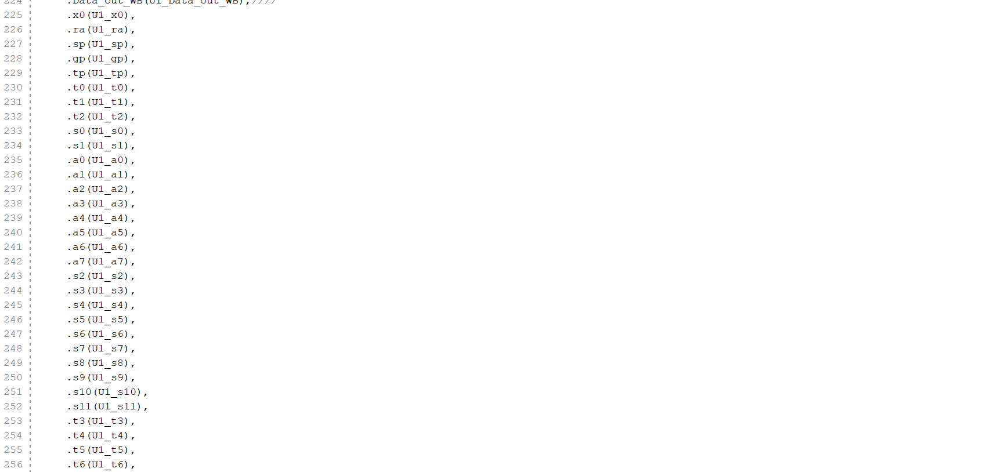 224 .Data_out_WB(U1_Data_out_WB),////
225 .x0(U1_x0),
226 .ra(U1_ra),
227 .sp(U1_sp),
228 .gp(U1_gp),
229 .tp(U1_tp),
230 .t0(U1_t0),
231 .t1(U1_t1),
232 .t2(U1_t2),
233 .s0(U1_s0),
234 .s1(U1_s1),
235 .a0(U1_a0),
236 .a1(U1_a1),
237 .a2(U1_a2),
238 .a3(U1_a3),
239 .a4(U1_a4),
240 .a5(U1_a5),
241 .a6(U1_a6),
242 .a7(U1_a7),
243 .s2(U1_s2),
244 .s3(U1_s3),
245 .s4(U1_s4),
246 .s5(U1_s5),
247 .s6(U1_s6),
248 .s7(U1_s7),
249 .s8(U1_s8),
250 .s9(U1_s9),
251 .s10(U1_s10),
252 .s11(U1_s11),
253 .t3(U1_t3),
254 .t4(U1_t4),
255 .t5(U1_t5),
256 .t6(U1_t6),